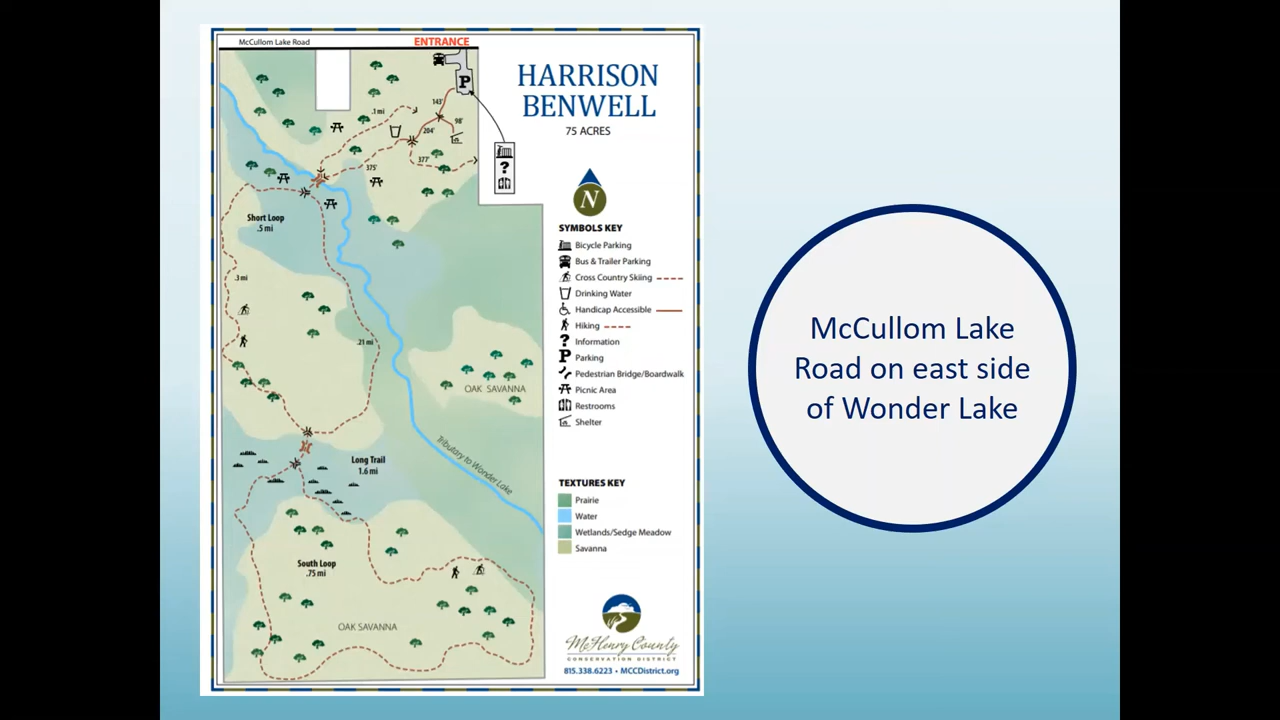 McCullom Lake Road
ENTRANCE
HARRISON
BENWELL
75 ACRES
P
143'
.1 mi
98'
204'
377'
375'
?
N
Short Loop
.5 mi
.3 mi
.21 mi
OAK SAVANNA
Tributary to Wonder Lake
Long Trail
1.6 mi
South Loop
.75 mi
OAK SAVANNA
SYMBOLS KEY
Bicycle Parking
Bus & Trailer Parking
Cross Country Skiing
Drinking Water
Handicap Accessible
Hiking
? Information
P Parking
Pedestrian Bridge/Boardwalk
Picnic Area
Restrooms
Shelter
TEXTURES KEY
Prairie
Water
Wetlands/Sedge Meadow
Savanna
McHenry County
CONSERVATION DISTRICT
815.338.6223 • MCCDistrict.org
McCullom Lake
Road on east side
of Wonder Lake